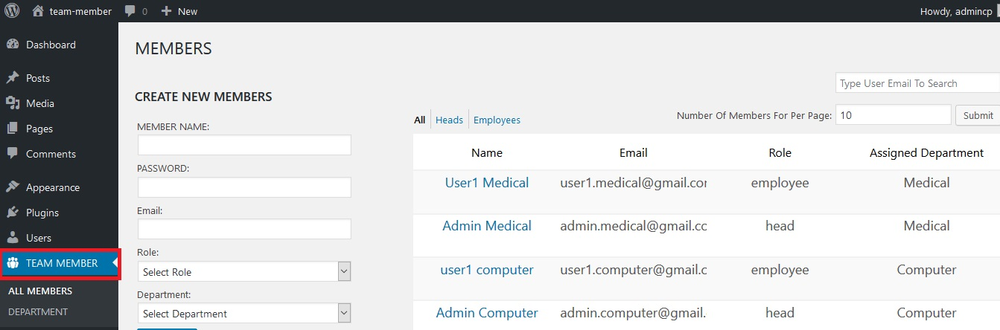 team-member 0 New Howdy, admincp
Dashboard
Posts
Media
Pages
Comments
Appearance
Plugins
Users
TEAM MEMBER
ALL MEMBERS
DEPARTMENT
MEMBERS
CREATE NEW MEMBERS
MEMBER NAME:
PASSWORD:
Email:
Role:
Select Role
Department:
Select Department
Type User Email To Search
All Heads Employees Number Of Members For Per Page: 10 Submit
Name Email Role Assigned Department
User1 Medical user1.medical@gmail.com employee Medical
Admin Medical admin.medical@gmail.cc head Medical
user1 computer user1.computer@gmail.c employee Computer
Admin Computer admin.computer@gmail. head Computer